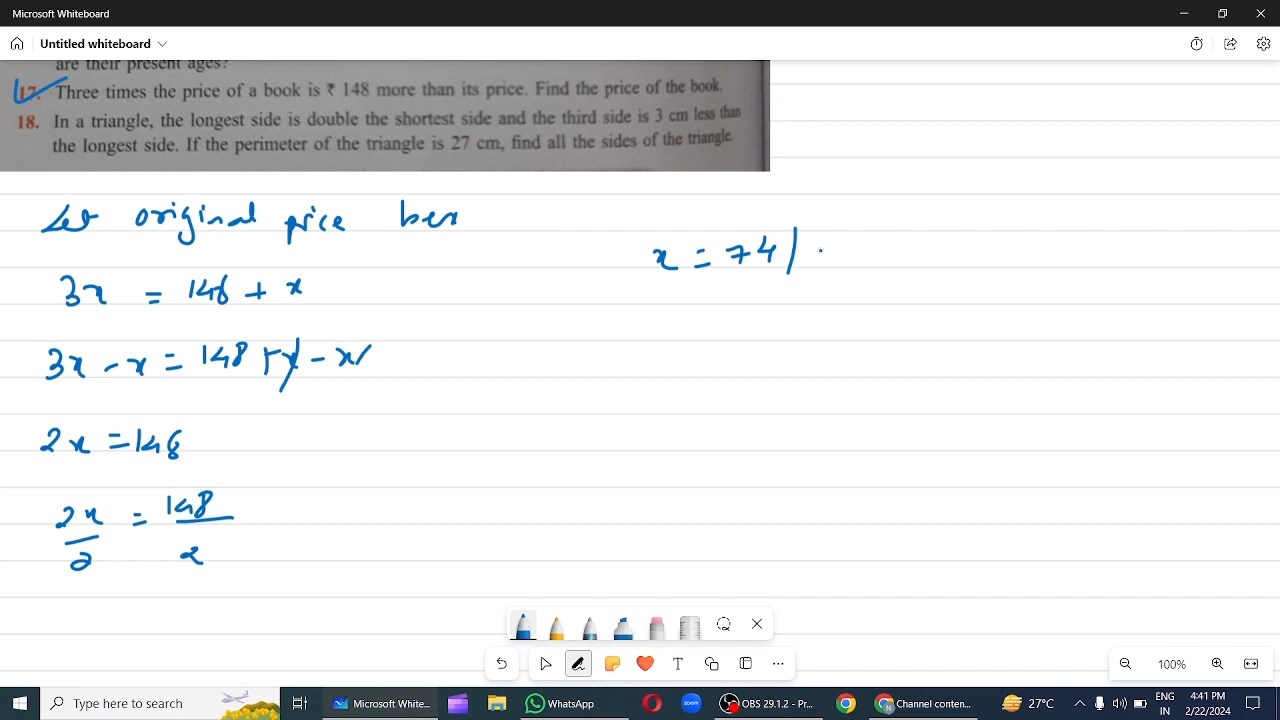 Microsoft Whiteboard
Untitled whiteboard
are their present ages?
17. Three times the price of a book is ₹ 148 more than its price. Find the price of the book.
18. In a triangle, the longest side is double the shortest side and the third side is 3 cm less than
the longest side. If the perimeter of the triangle is 27 cm, find all the sides of the triangle.
Let original price be x
x = 74/
3x = 148 + x
3x - x = 148 + x - x
2x = 148
2x/2 = 148/2
100%
Type here to search
Microsoft White...
WhatsApp
zoom
OBS 29.1.2 - Pr...
Channel conten...
27°C
ENG
IN
4:41 PM
2/22/2024